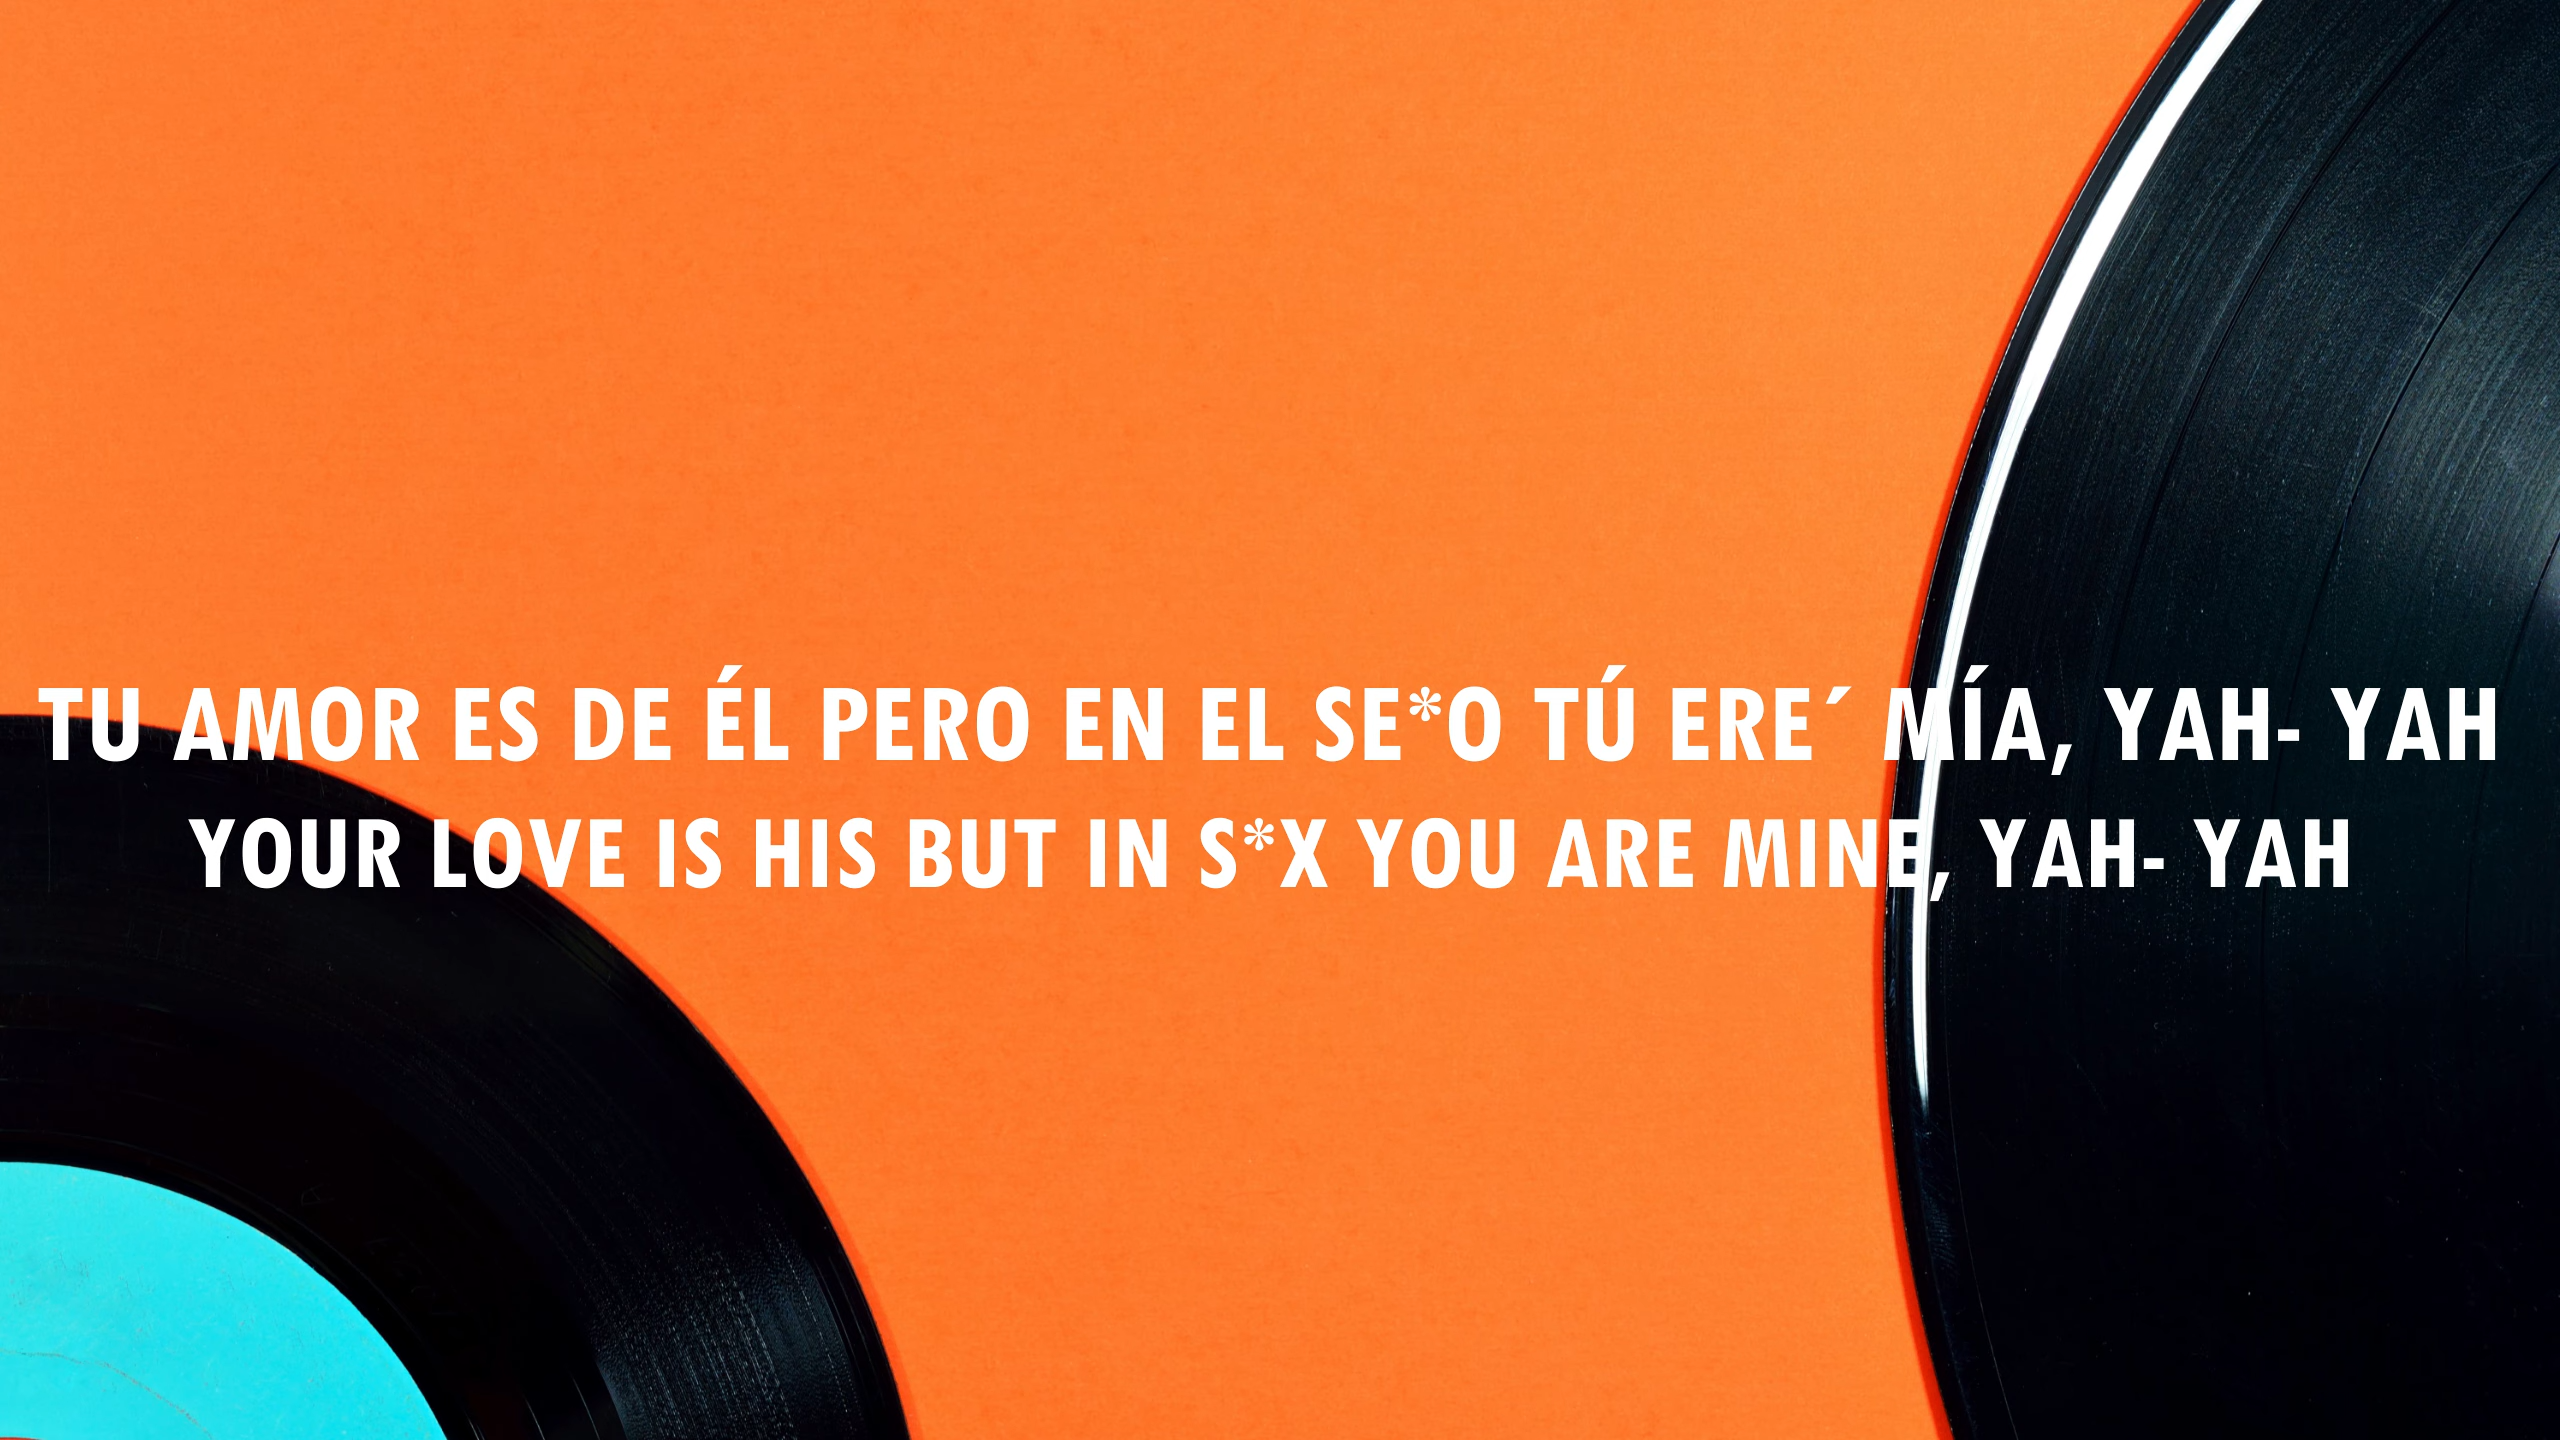 TU AMOR ES DE ÉL PERO EN EL SE*O TÚ ERE´ MÍA, YAH- YAH
YOUR LOVE IS HIS BUT IN S*X YOU ARE MINE, YAH- YAH